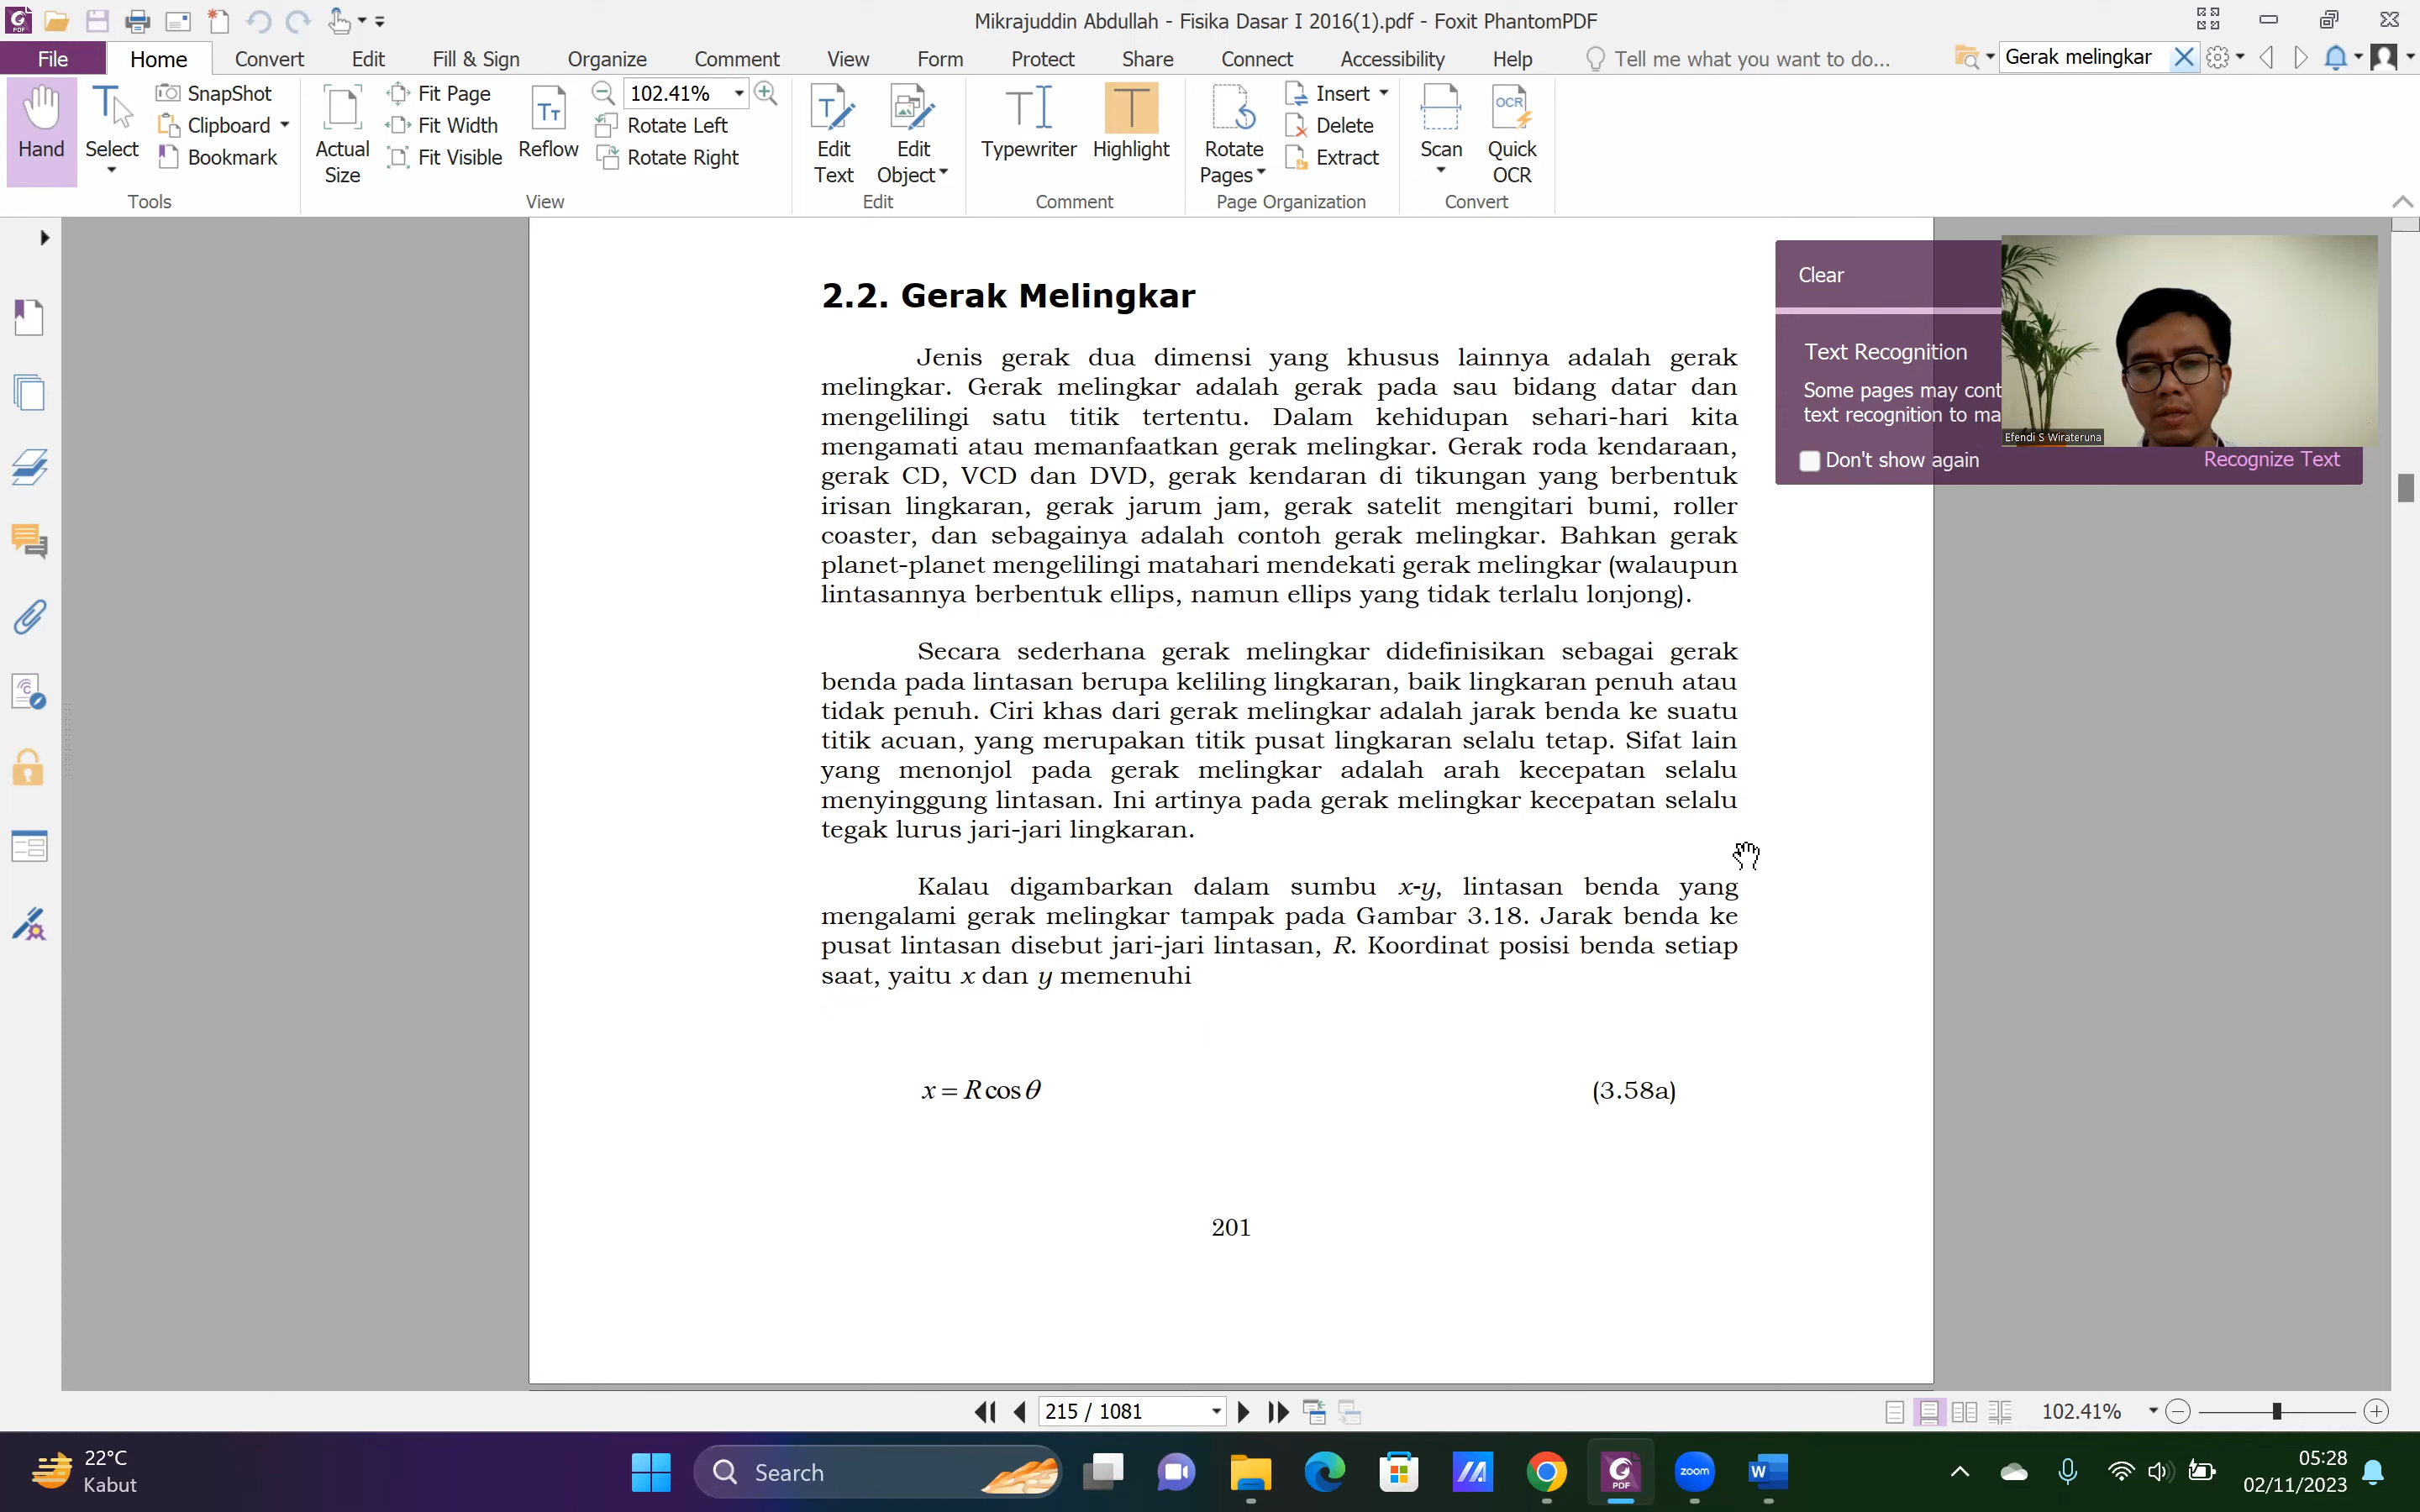 Mikrajuddin Abdullah - Fisika Dasar I 2016(1).pdf - Foxit PhantomPDF
File Home Convert Edit Fill & Sign Organize Comment View Form Protect Share Connect Accessibility Help Tell me what you want to do... Gerak melingkar
Hand
Select
SnapShot
Clipboard
Bookmark
Tools
Actual
Size
Fit Page
Fit Width
Fit Visible
Reflow
102.41%
Rotate Left
Rotate Right
View
Edit
Text
Edit
Object
Edit
Typewriter
Highlight
Comment
Rotate
Pages
Insert
Delete
Extract
Page Organization
Scan
Quick
OCR
Convert
2.2. Gerak Melingkar
Jenis gerak dua dimensi yang khusus lainnya adalah gerak
melingkar. Gerak melingkar adalah gerak pada sau bidang datar dan
mengelilingi satu titik tertentu. Dalam kehidupan sehari-hari kita
mengamati atau memanfaatkan gerak melingkar. Gerak roda kendaraan,
gerak CD, VCD dan DVD, gerak kendaran di tikungan yang berbentuk
irisan lingkaran, gerak jarum jam, gerak satelit mengitari bumi, roller
coaster, dan sebagainya adalah contoh gerak melingkar. Bahkan gerak
planet-planet mengelilingi matahari mendekati gerak melingkar (walaupun
lintasannya berbentuk ellips, namun ellips yang tidak terlalu lonjong).
Secara sederhana gerak melingkar didefinisikan sebagai gerak
benda pada lintasan berupa keliling lingkaran, baik lingkaran penuh atau
tidak penuh. Ciri khas dari gerak melingkar adalah jarak benda ke suatu
titik acuan, yang merupakan titik pusat lingkaran selalu tetap. Sifat lain
yang menonjol pada gerak melingkar adalah arah kecepatan selalu
menyinggung lintasan. Ini artinya pada gerak melingkar kecepatan selalu
tegak lurus jari-jari lingkaran.
Kalau digambarkan dalam sumbu x-y, lintasan benda yang
mengalami gerak melingkar tampak pada Gambar 3.18. Jarak benda ke
pusat lintasan disebut jari-jari lintasan, R. Koordinat posisi benda setiap
saat, yaitu x dan y memenuhi
x = R cos θ (3.58a)
201
Clear
Text Recognition
Some pages may cont
text recognition to ma
Efendi S Wirateruna
Don't show again
Recognize Text
215 / 1081
102.41%
22°C
Kabut
Search
zoom
PDF
W
05:28
02/11/2023